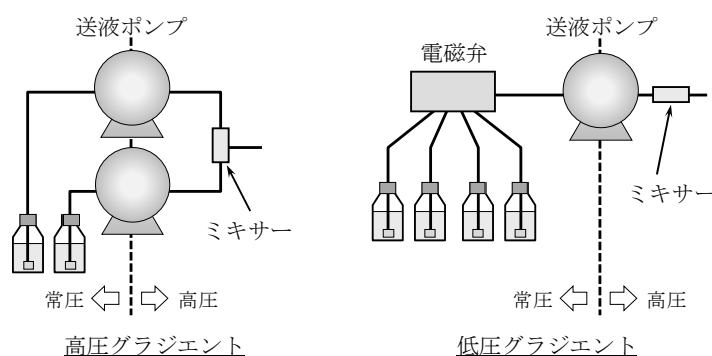 送液ポンプ
ミキサー
常圧
高圧
高圧グラジエント
送液ポンプ
電磁弁
ミキサー
常圧
高圧
低圧グラジエント